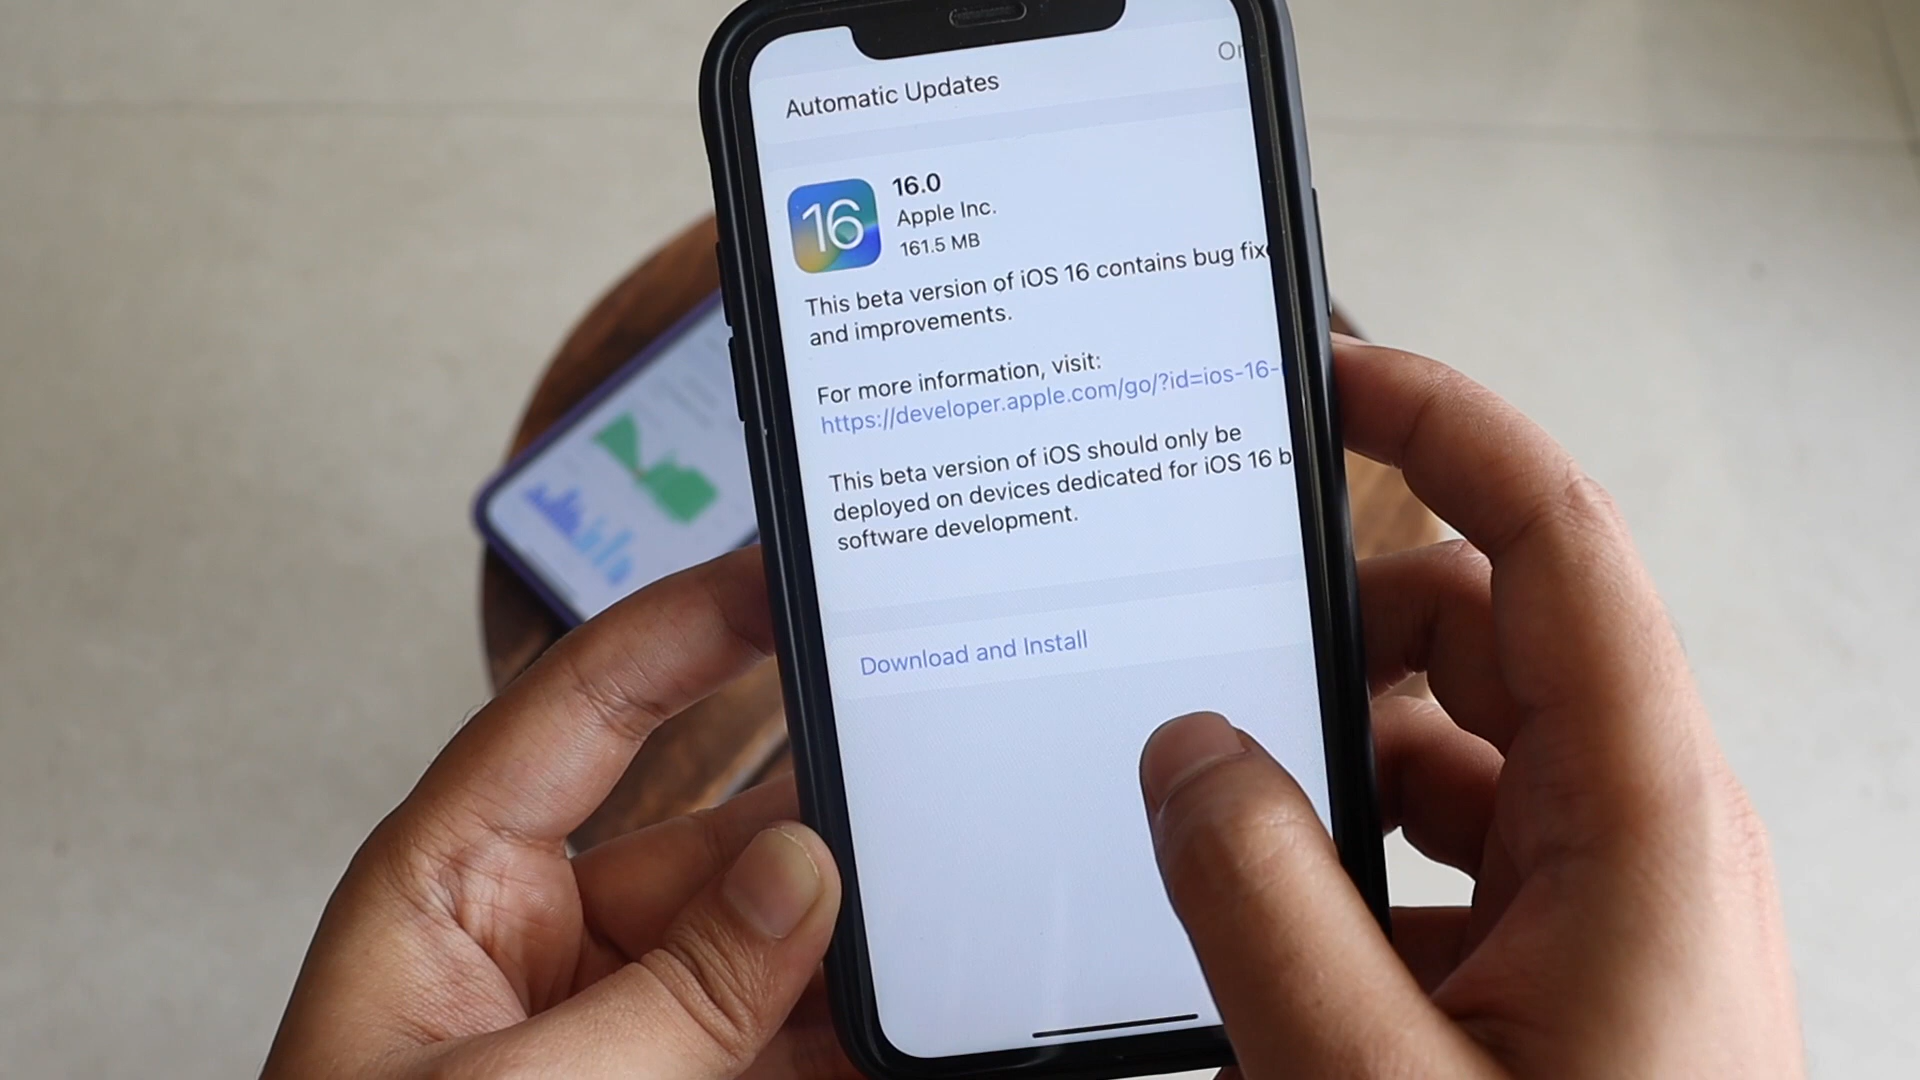 Automatic Updates
16
16.0
Apple Inc.
161.5 MB
This beta version of iOS 16 contains bug
and improvements.
For more information, visit:
https://developer.apple.com/go/?id=ios-16-
This beta version of iOS should only be
deployed on devices dedicated for iOS 16
software development.
Download and Install